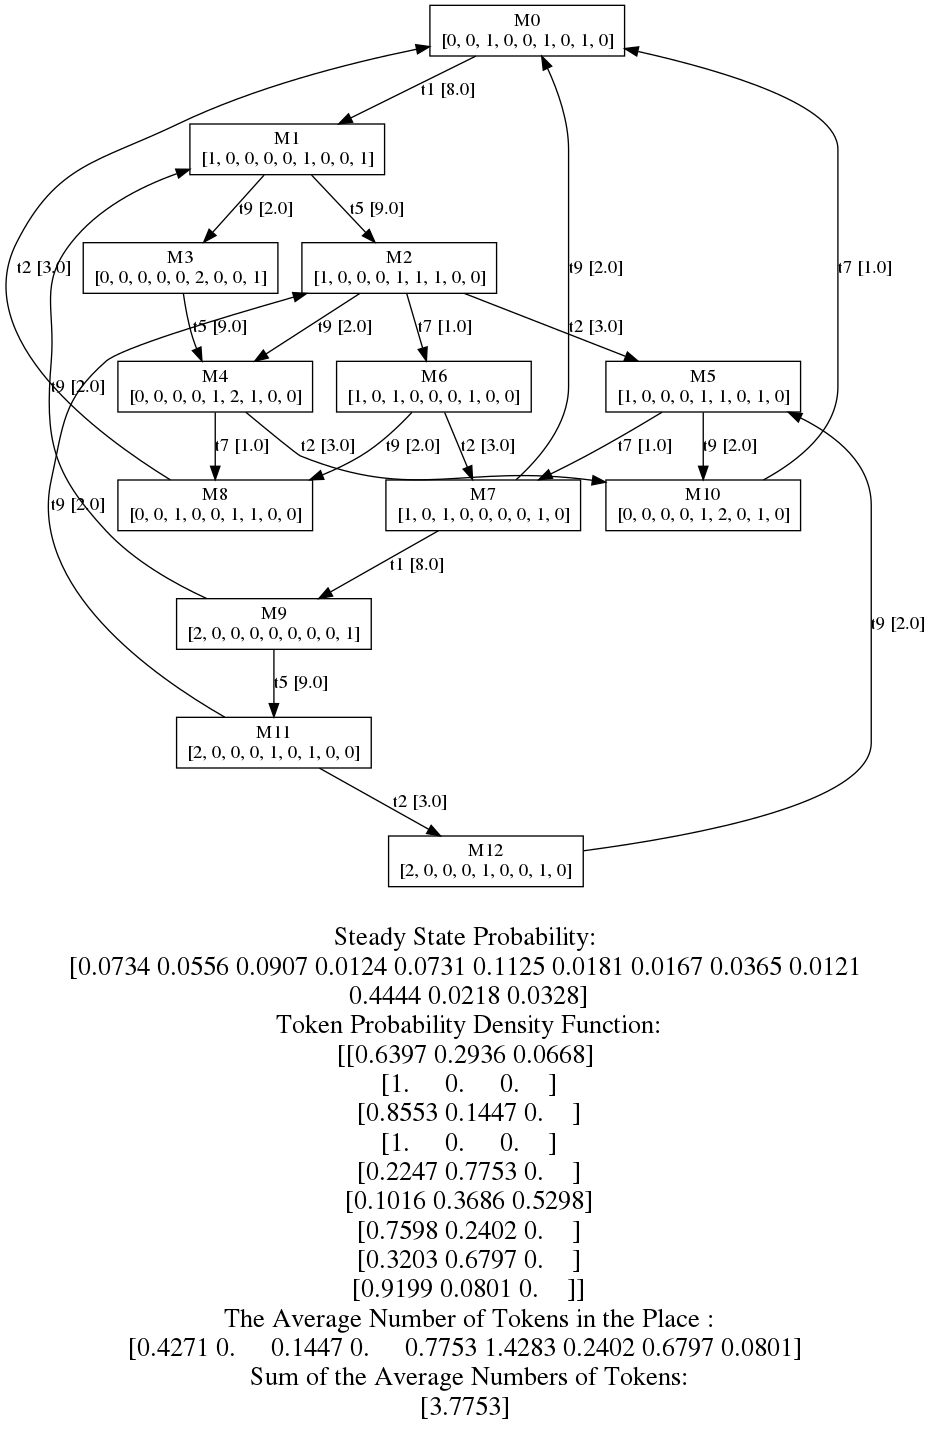 M0
[0, 0, 1, 0, 0, 1, 0, 1, 0]
t1 [8.0]
M1
[1, 0, 0, 0, 0, 1, 0, 0, 1]
t9 [2.0]
t5 [9.0]
M3
[0, 0, 0, 0, 0, 2, 0, 0, 1]
M2
[1, 0, 0, 0, 1, 1, 1, 0, 0]
t2 [3.0]
t9 [2.0]
t7 [1.0]
t5 [9.0]
t9 [2.0]
t7 [1.0]
t2 [3.0]
M4
[0, 0, 0, 0, 1, 2, 1, 0, 0]
M6
[1, 0, 1, 0, 0, 0, 1, 0, 0]
M5
[1, 0, 0, 0, 1, 1, 0, 1, 0]
t9 [2.0]
t7 [1.0]
t2 [3.0]
t9 [2.0]
t2 [3.0]
t7 [1.0]
t9 [2.0]
M8
[0, 0, 1, 0, 0, 1, 1, 0, 0]
M7
[1, 0, 1, 0, 0, 0, 0, 1, 0]
M10
[0, 0, 0, 0, 1, 2, 0, 1, 0]
t9 [2.0]
t1 [8.0]
M9
[2, 0, 0, 0, 0, 0, 0, 0, 1]
t9 [2.0]
t5 [9.0]
M11
[2, 0, 0, 0, 1, 0, 1, 0, 0]
t2 [3.0]
M12
[2, 0, 0, 0, 1, 0, 0, 1, 0]
Steady State Probability:
[0.0734 0.0556 0.0907 0.0124 0.0731 0.1125 0.0181 0.0167 0.0365 0.0121
0.4444 0.0218 0.0328]
Token Probability Density Function:
[[0.6397 0.2936 0.0668]
[1. 0. 0. ]
[0.8553 0.1447 0. ]
[1. 0. 0. ]
[0.2247 0.7753 0. ]
[0.1016 0.3686 0.5298]
[0.7598 0.2402 0. ]
[0.3203 0.6797 0. ]
[0.9199 0.0801 0. ]]
The Average Number of Tokens in the Place :
[0.4271 0. 0.1447 0. 0.7753 1.4283 0.2402 0.6797 0.0801]
Sum of the Average Numbers of Tokens:
[3.7753]